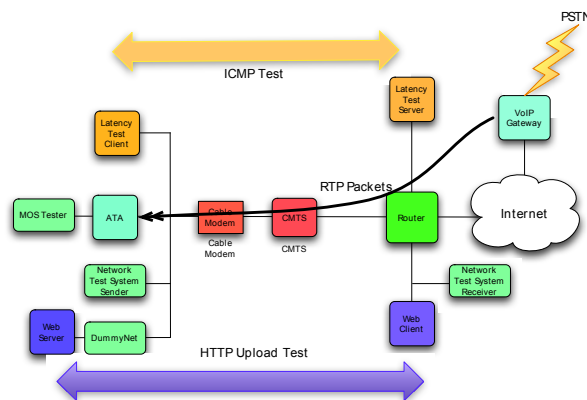 PSTN
ICMP Test
Latency
Test
Server
VoIP
Gateway
Latency
Test
Client
RTP Packets
MOS Tester
ATA
Cable
Modem
CMTS
Router
Internet
Cable
Modem
CMTS
Network
Test System
Sender
Network
Test System
Receiver
Web
Server
DummyNet
Web
Client
HTTP Upload Test